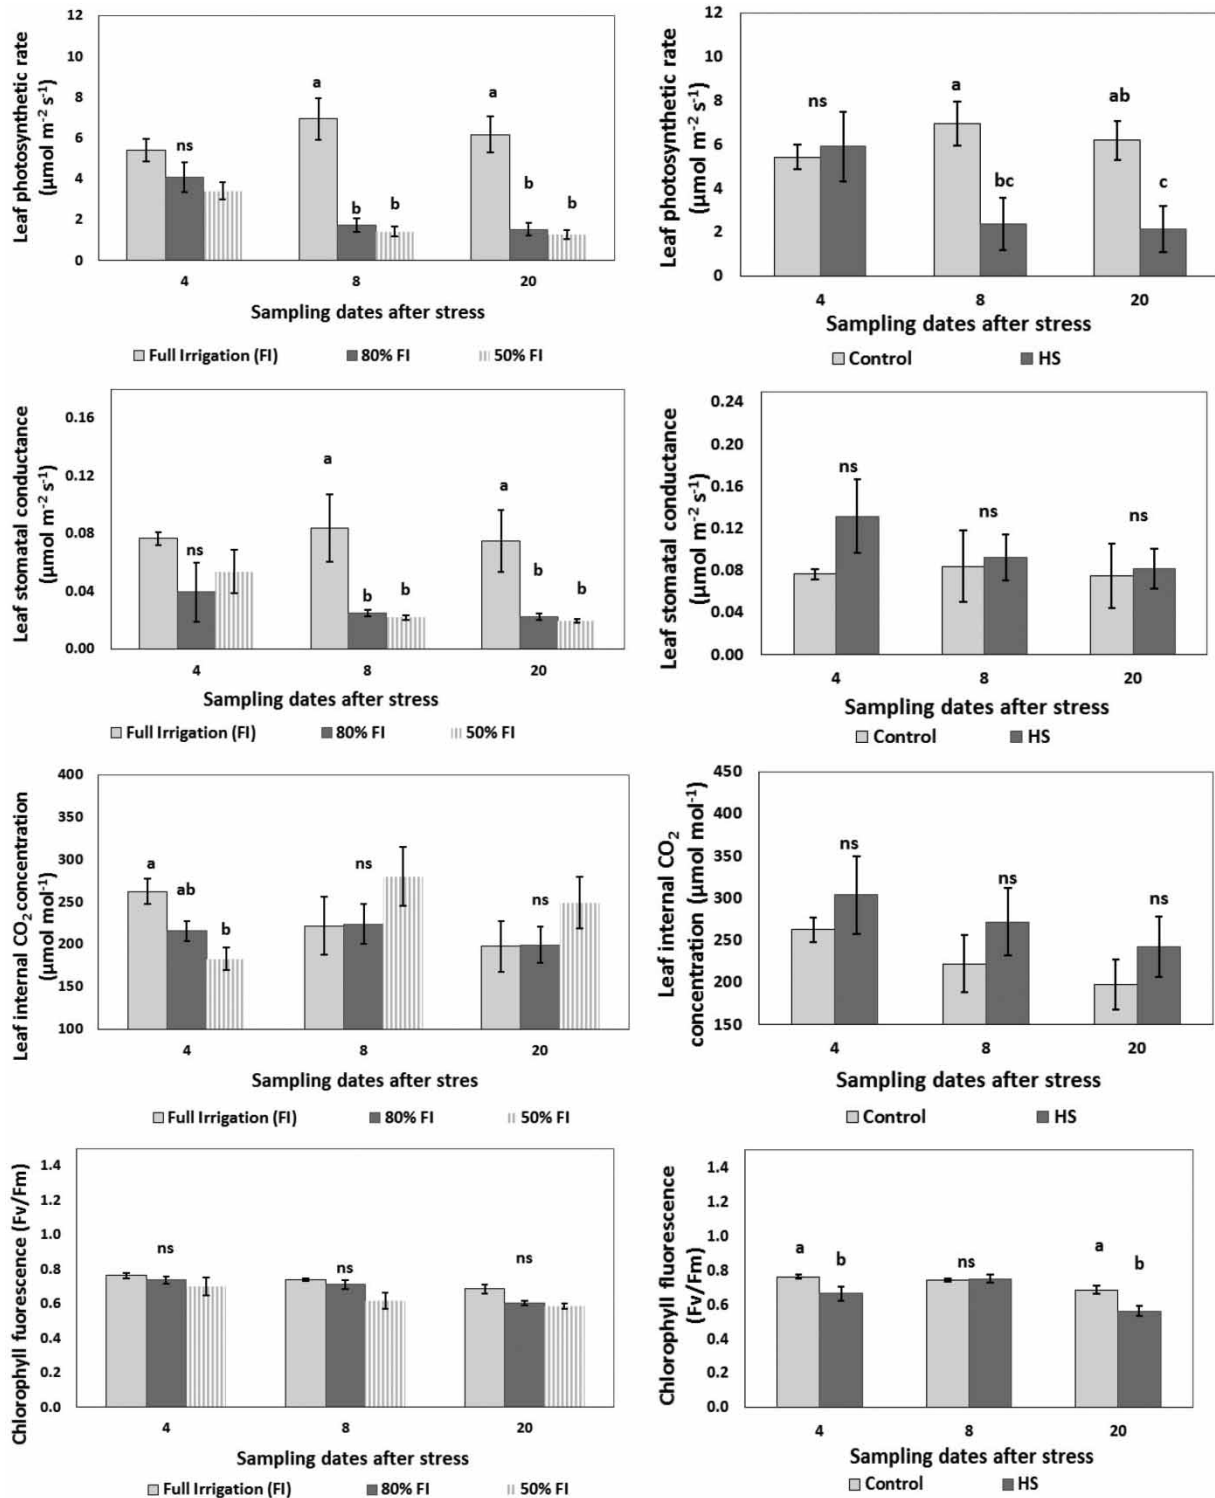 Leaf photosynthetic rate
(µmol m⁻² s⁻¹)
12
10
8
6
4
2
0
ns
a
b
b
a
b
b
4
8
20
Sampling dates after stress
Full Irrigation (FI)
80% FI
50% FI
Leaf photosynthetic rate
(µmol m⁻² s⁻¹)
12
10
8
6
4
2
0
ns
a
bc
ab
c
4
8
20
Sampling dates after stress
Control
HS
Leaf stomatal conductance
(µmol m⁻² s⁻¹)
0.16
0.12
0.08
0.04
0.00
ns
a
b
b
a
b
b
4
8
20
Sampling dates after stress
Full Irrigation (FI)
80% FI
50% FI
Leaf stomatal conductance
(µmol m⁻² s⁻¹)
0.24
0.20
0.16
0.12
0.08
0.04
0.00
ns
ns
ns
4
8
20
Sampling dates after stress
Control
HS
Leaf internal CO₂ concentration
(µmol mol⁻¹)
400
350
300
250
200
150
100
a
ab
b
ns
ns
4
8
20
Sampling dates after stres
Full Irrigation (FI)
80% FI
50% FI
Leaf internal CO₂
concentration (µmol mol⁻¹)
450
400
350
300
250
200
150
ns
ns
ns
4
8
20
Sampling dates after stress
Control
HS
Chlorophyll fuorescence (Fv/Fm)
1.4
1.2
1.0
0.8
0.6
0.4
0.2
0.0
ns
ns
ns
4
8
20
Sampling dates after stress
Full Irrigation (FI)
80% FI
50% FI
Chlorophyll fluorescence
(Fv/Fm)
1.4
1.2
1.0
0.8
0.6
0.4
0.2
0.0
a
b
ns
a
b
4
8
20
Sampling dates after stress
Control
HS